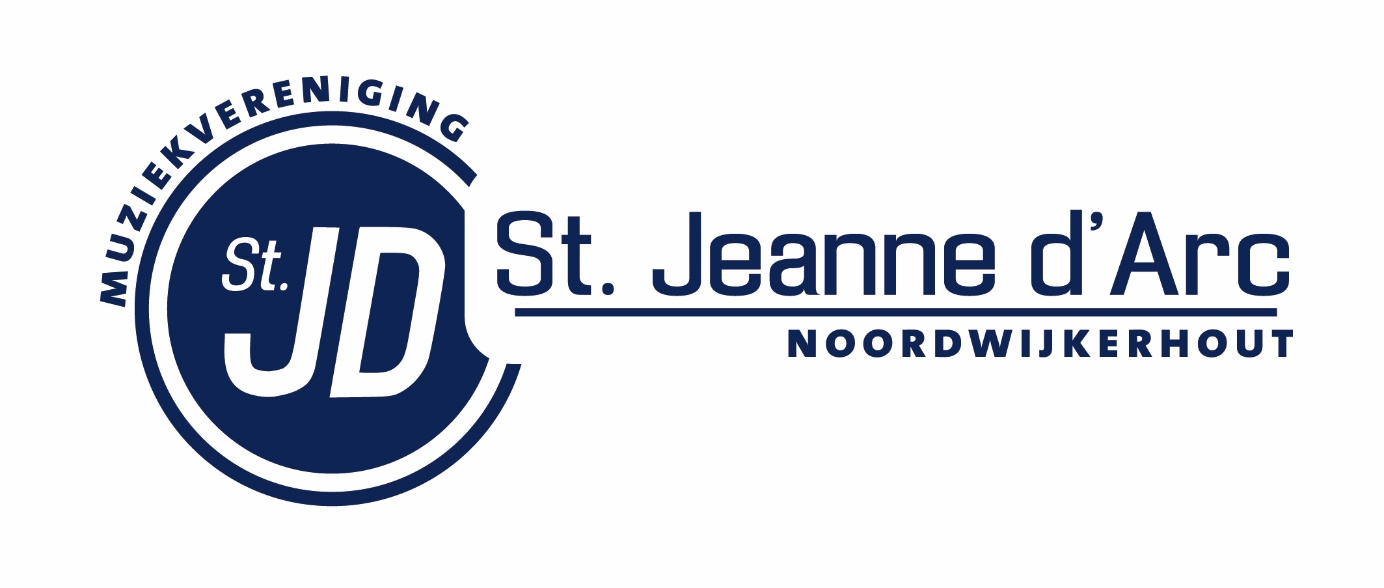 MUZIEKVERENIGING
St. JD
St. Jeanne d’Arc
NOORDWIJKERHOUT